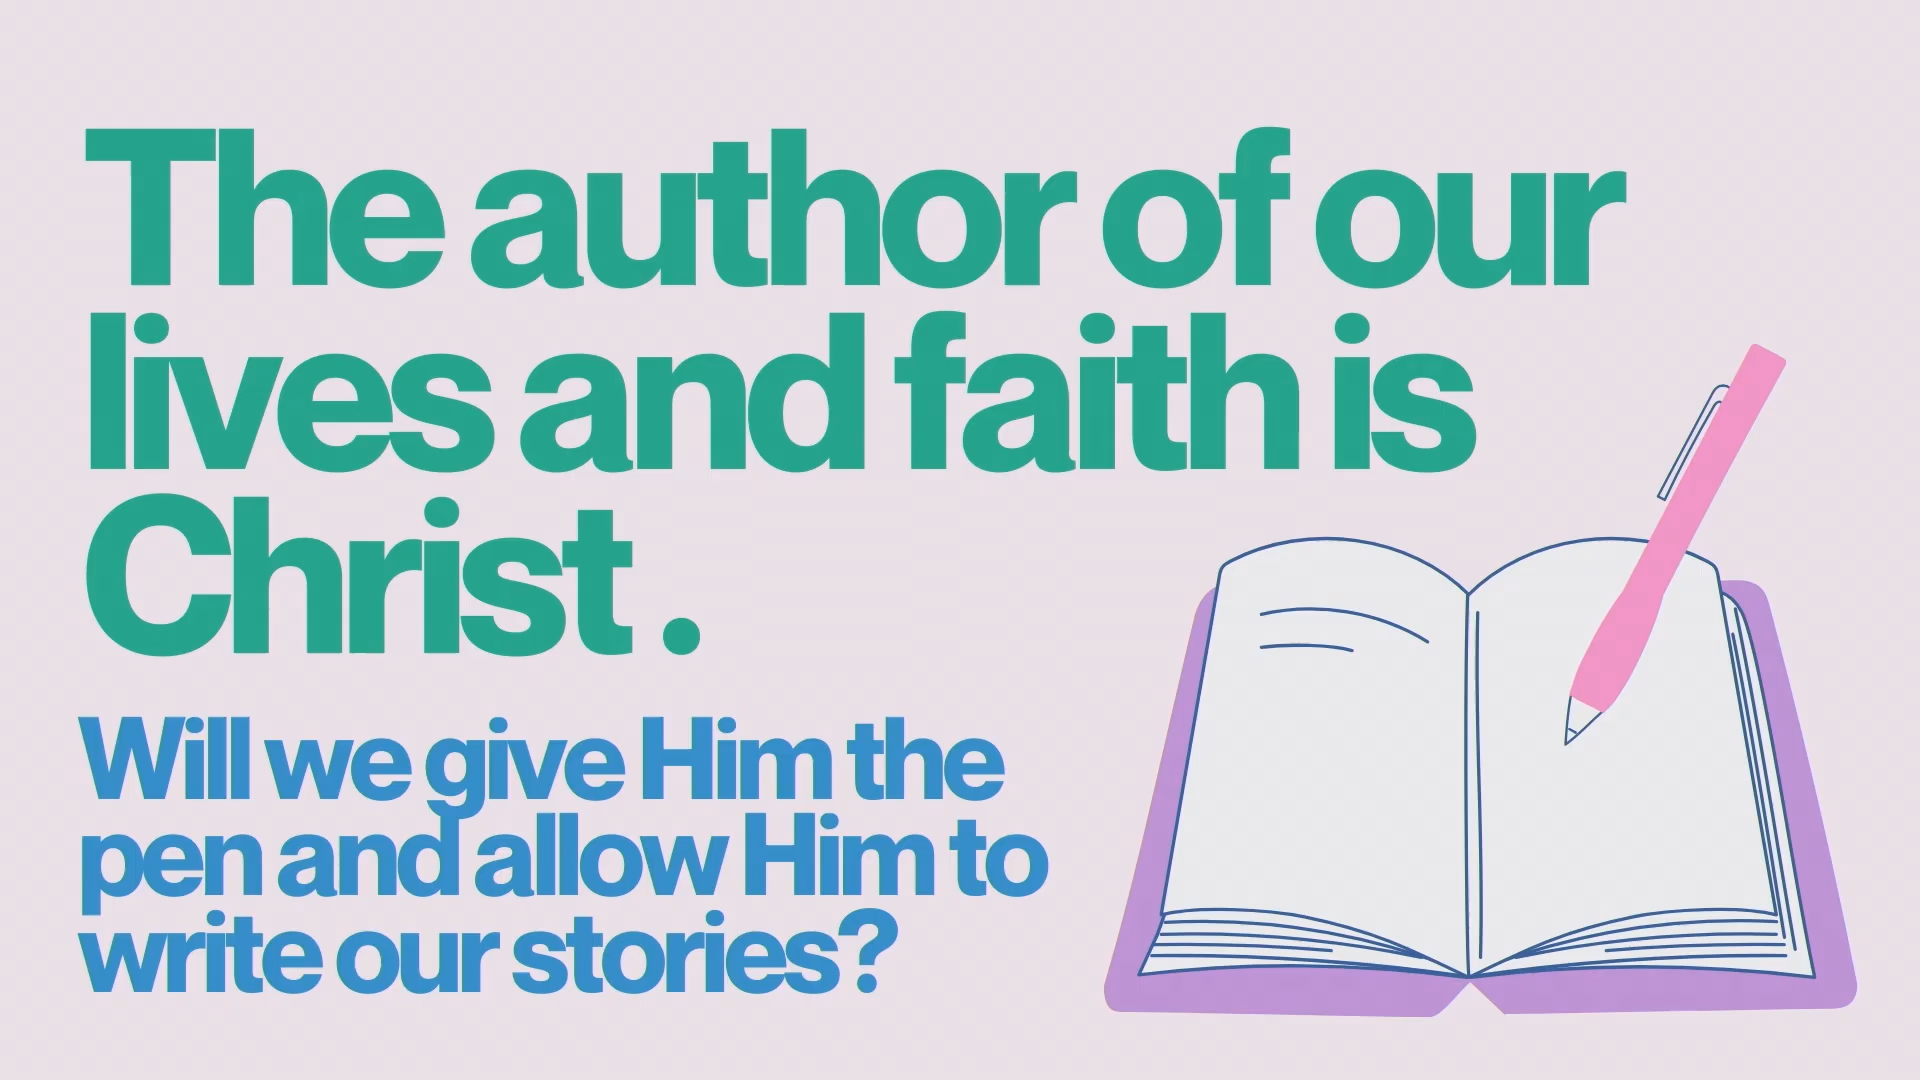 The author of our
lives and faith is
Christ .
Will we give Him the
pen and allow Him to
write our stories?